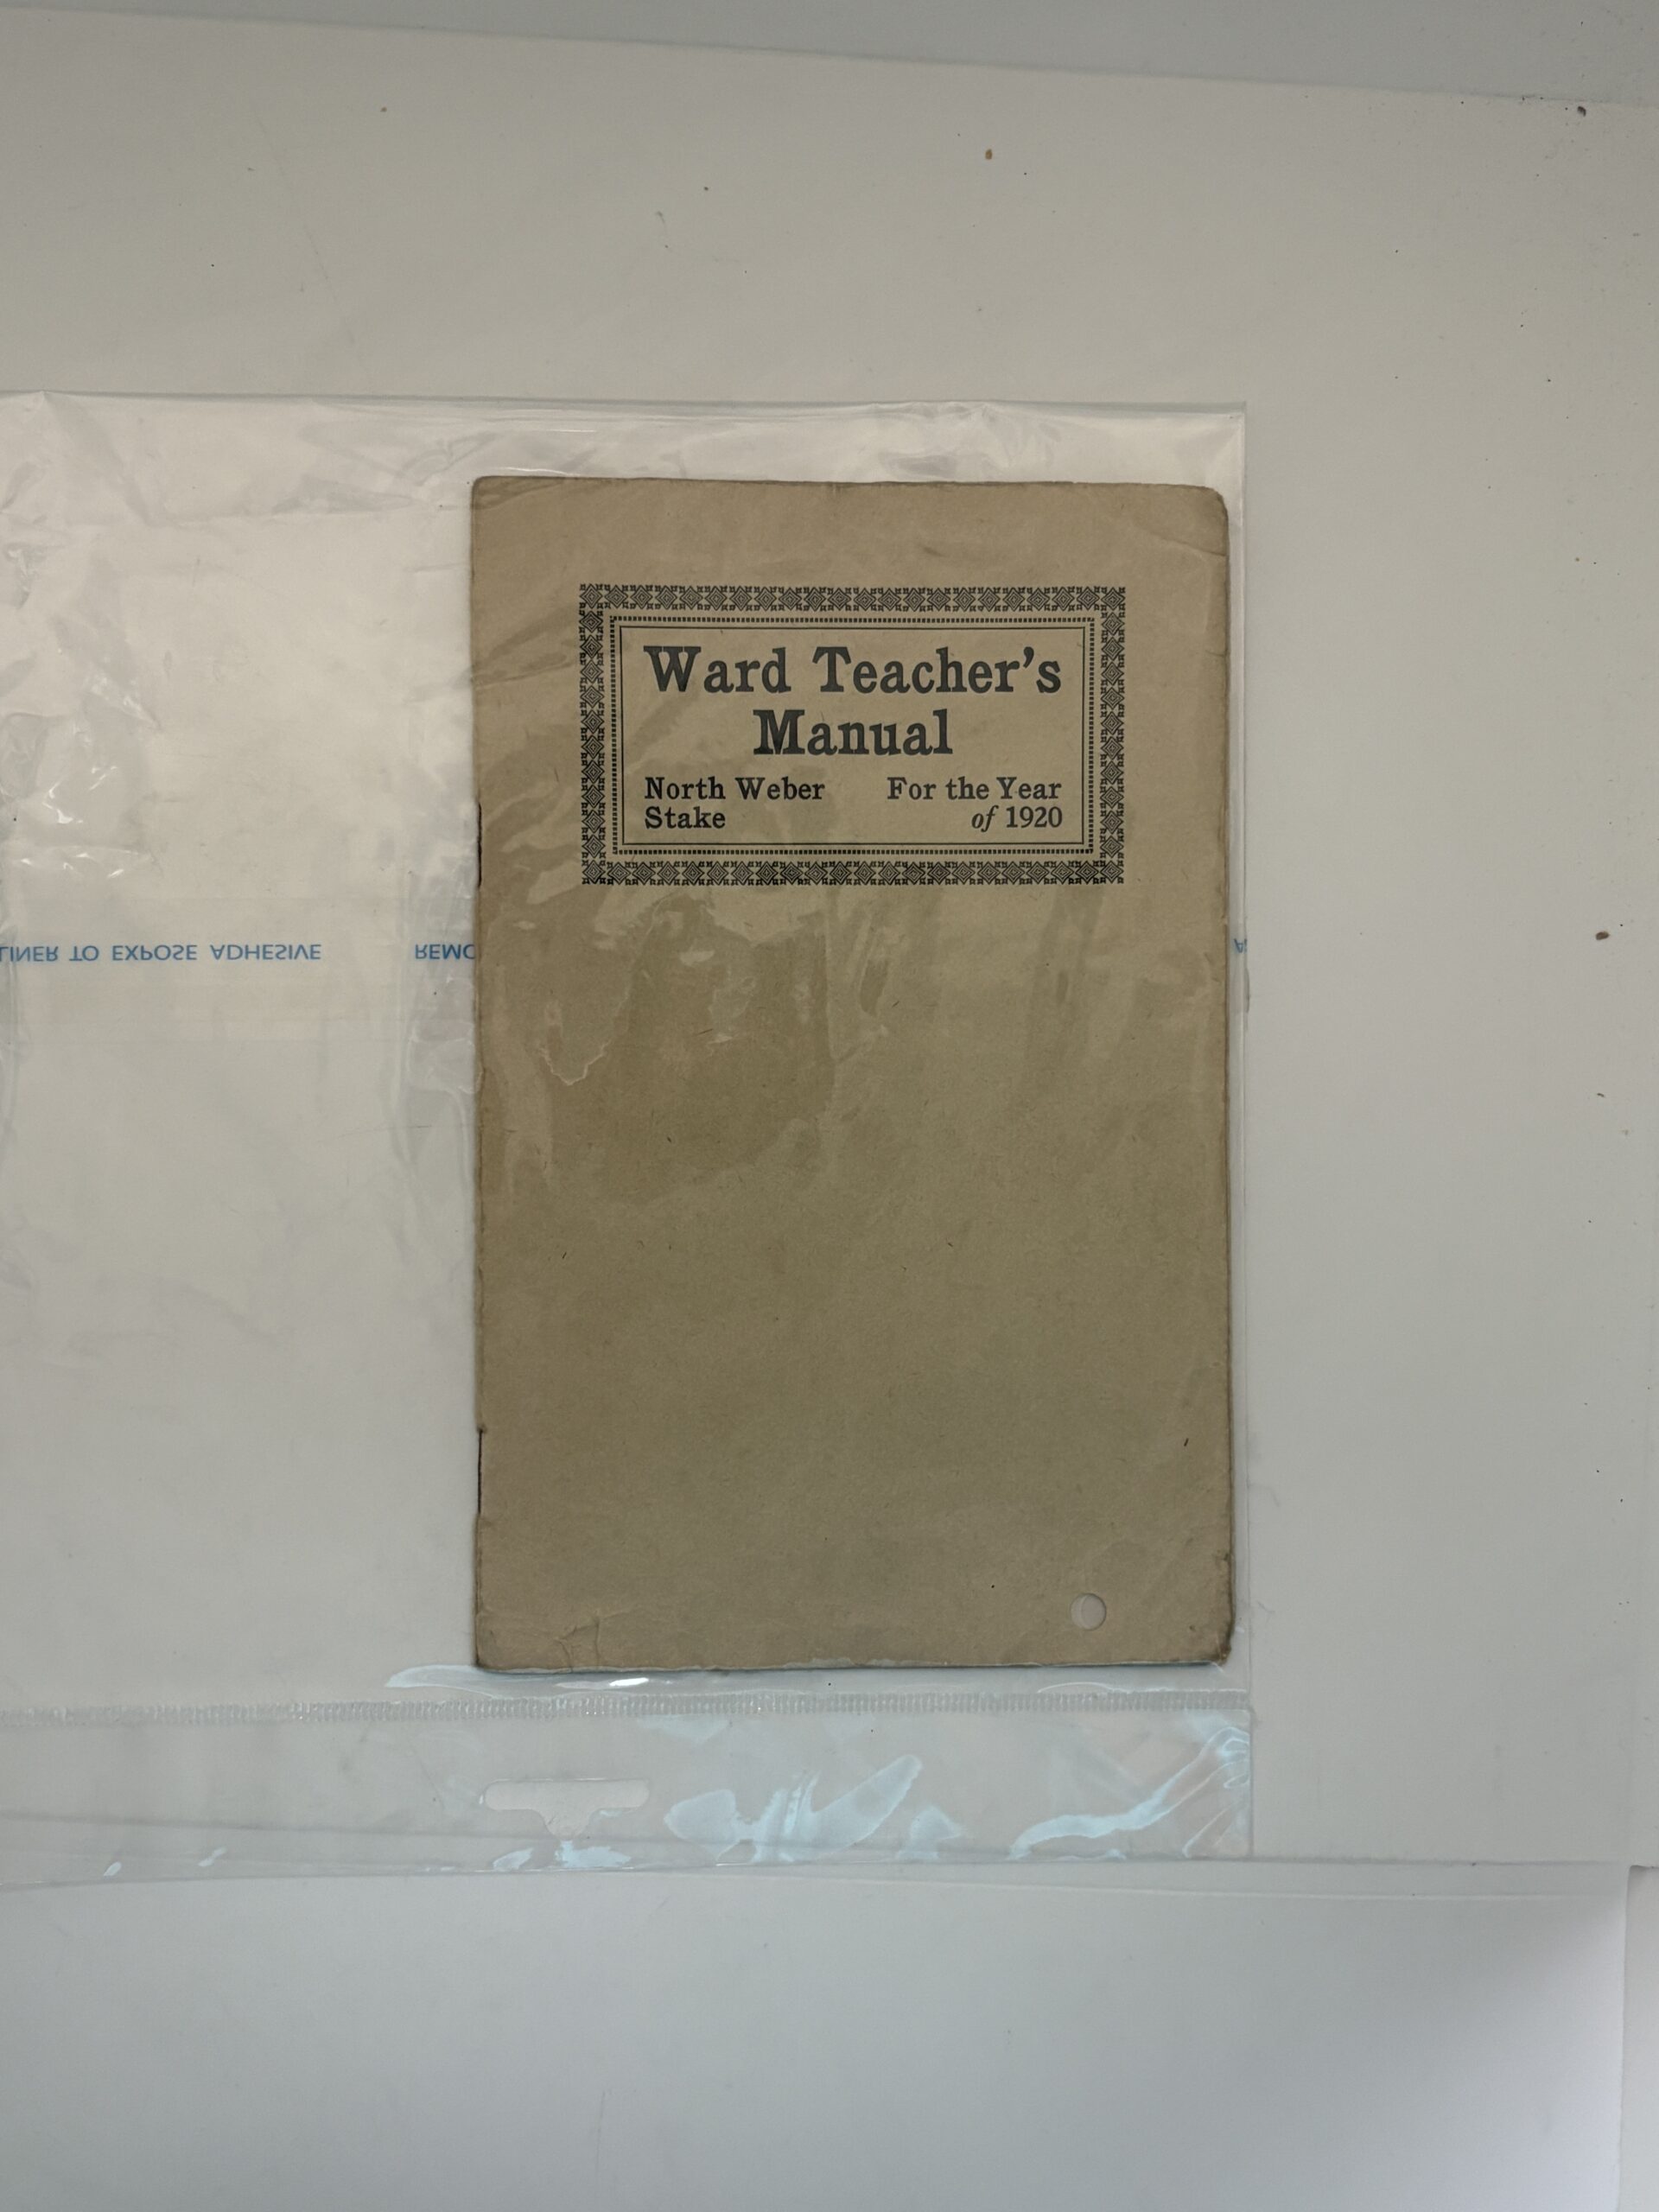 Ward Teacher's
Manual
North Weber
Stake
For the Year
of 1920
LINER TO EXPOSE ADHESIVE
REMO